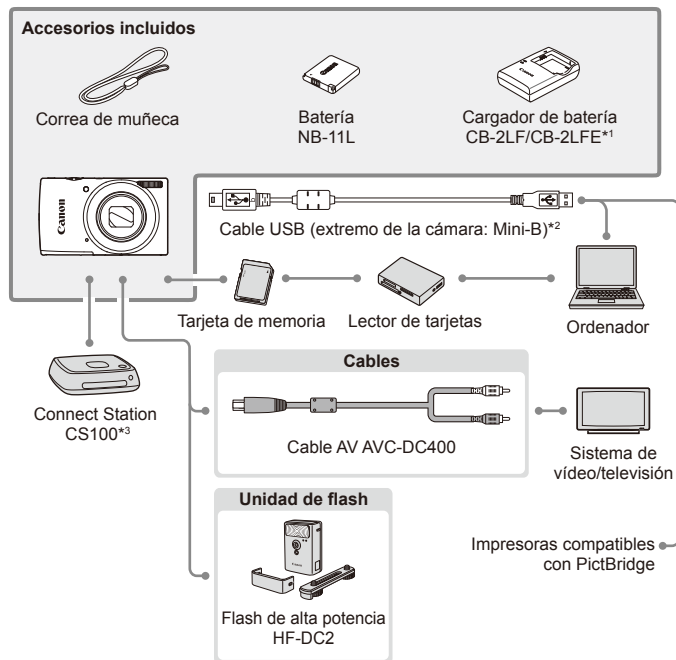 Accesorios incluidos
Correa de muñeca
Batería
NB-11L
Cargador de batería
CB-2LF/CB-2LFE*1
Canon
Cable USB (extremo de la cámara: Mini-B)*2
Tarjeta de memoria
Lector de tarjetas
Ordenador
Connect Station
CS100*3
Cables
Cable AV AVC-DC400
Sistema de
vídeo/televisión
Unidad de flash
Flash de alta potencia
HF-DC2
Impresoras compatibles
con PictBridge